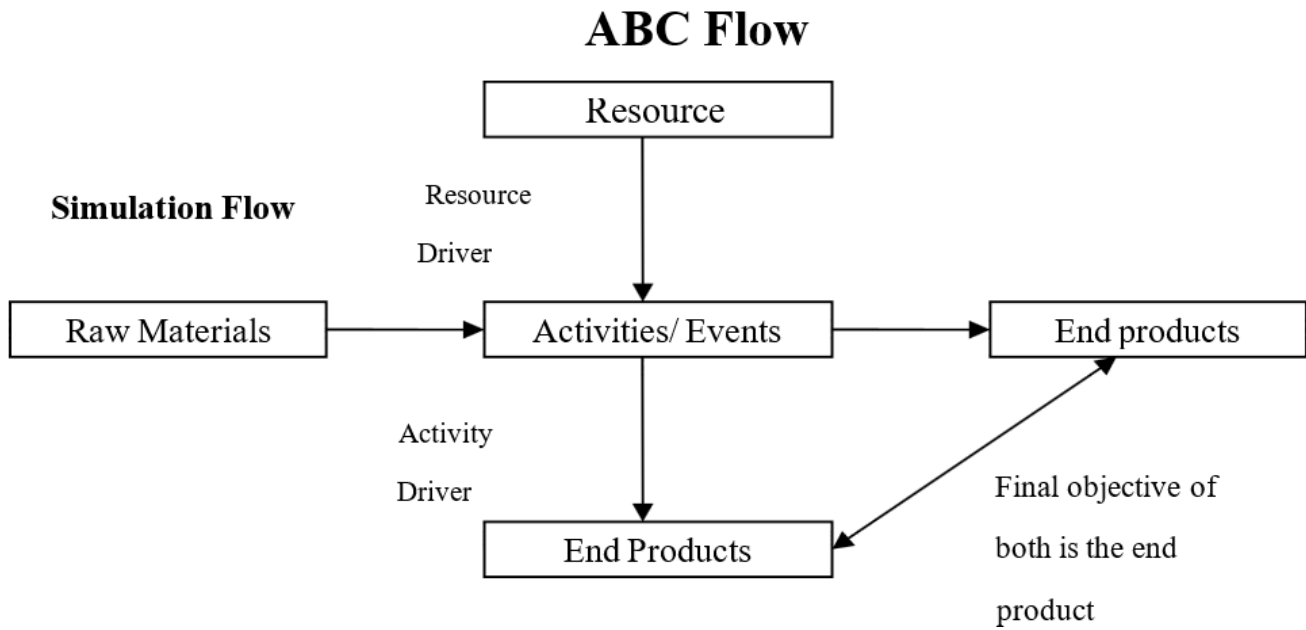 ABC Flow
Resource
Resource
Driver
Simulation Flow
Raw Materials
Activities/ Events
End products
Activity
Driver
End Products
Final objective of
both is the end
product